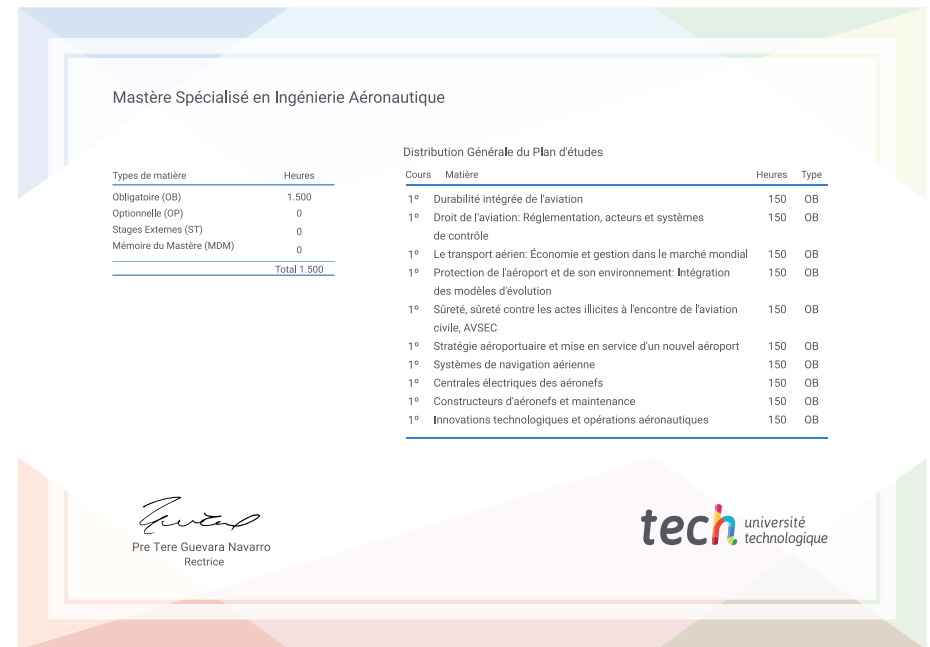 Mastère Spécialisé en Ingénierie Aéronautique
Types de matière Heures
Obligatoire (OB) 1.500
Optionnelle (OP) 0
Stages Externes (ST) 0
Mémoire du Mastère (MDM) 0
Total 1.500
Distribution Générale du Plan d'études
Cours Matière Heures Type
1º Durabilité intégrée de l'aviation 150 OB
1º Droit de l'aviation: Réglementation, acteurs et systèmes 150 OB
de contrôle
1º Le transport aérien: Économie et gestion dans le marché mondial 150 OB
1º Protection de l'aéroport et de son environnement: Intégration 150 OB
des modèles d'évolution
1º Sûreté, sûreté contre les actes illicites à l'encontre de l'aviation 150 OB
civile, AVSEC
1º Stratégie aéroportuaire et mise en service d'un nouvel aéroport 150 OB
1º Systèmes de navigation aérienne 150 OB
1º Centrales électriques des aéronefs 150 OB
1º Constructeurs d'aéronefs et maintenance 150 OB
1º Innovations technologiques et opérations aéronautiques 150 OB
Pre Tere Guevara Navarro
Rectrice
tech université
technologique